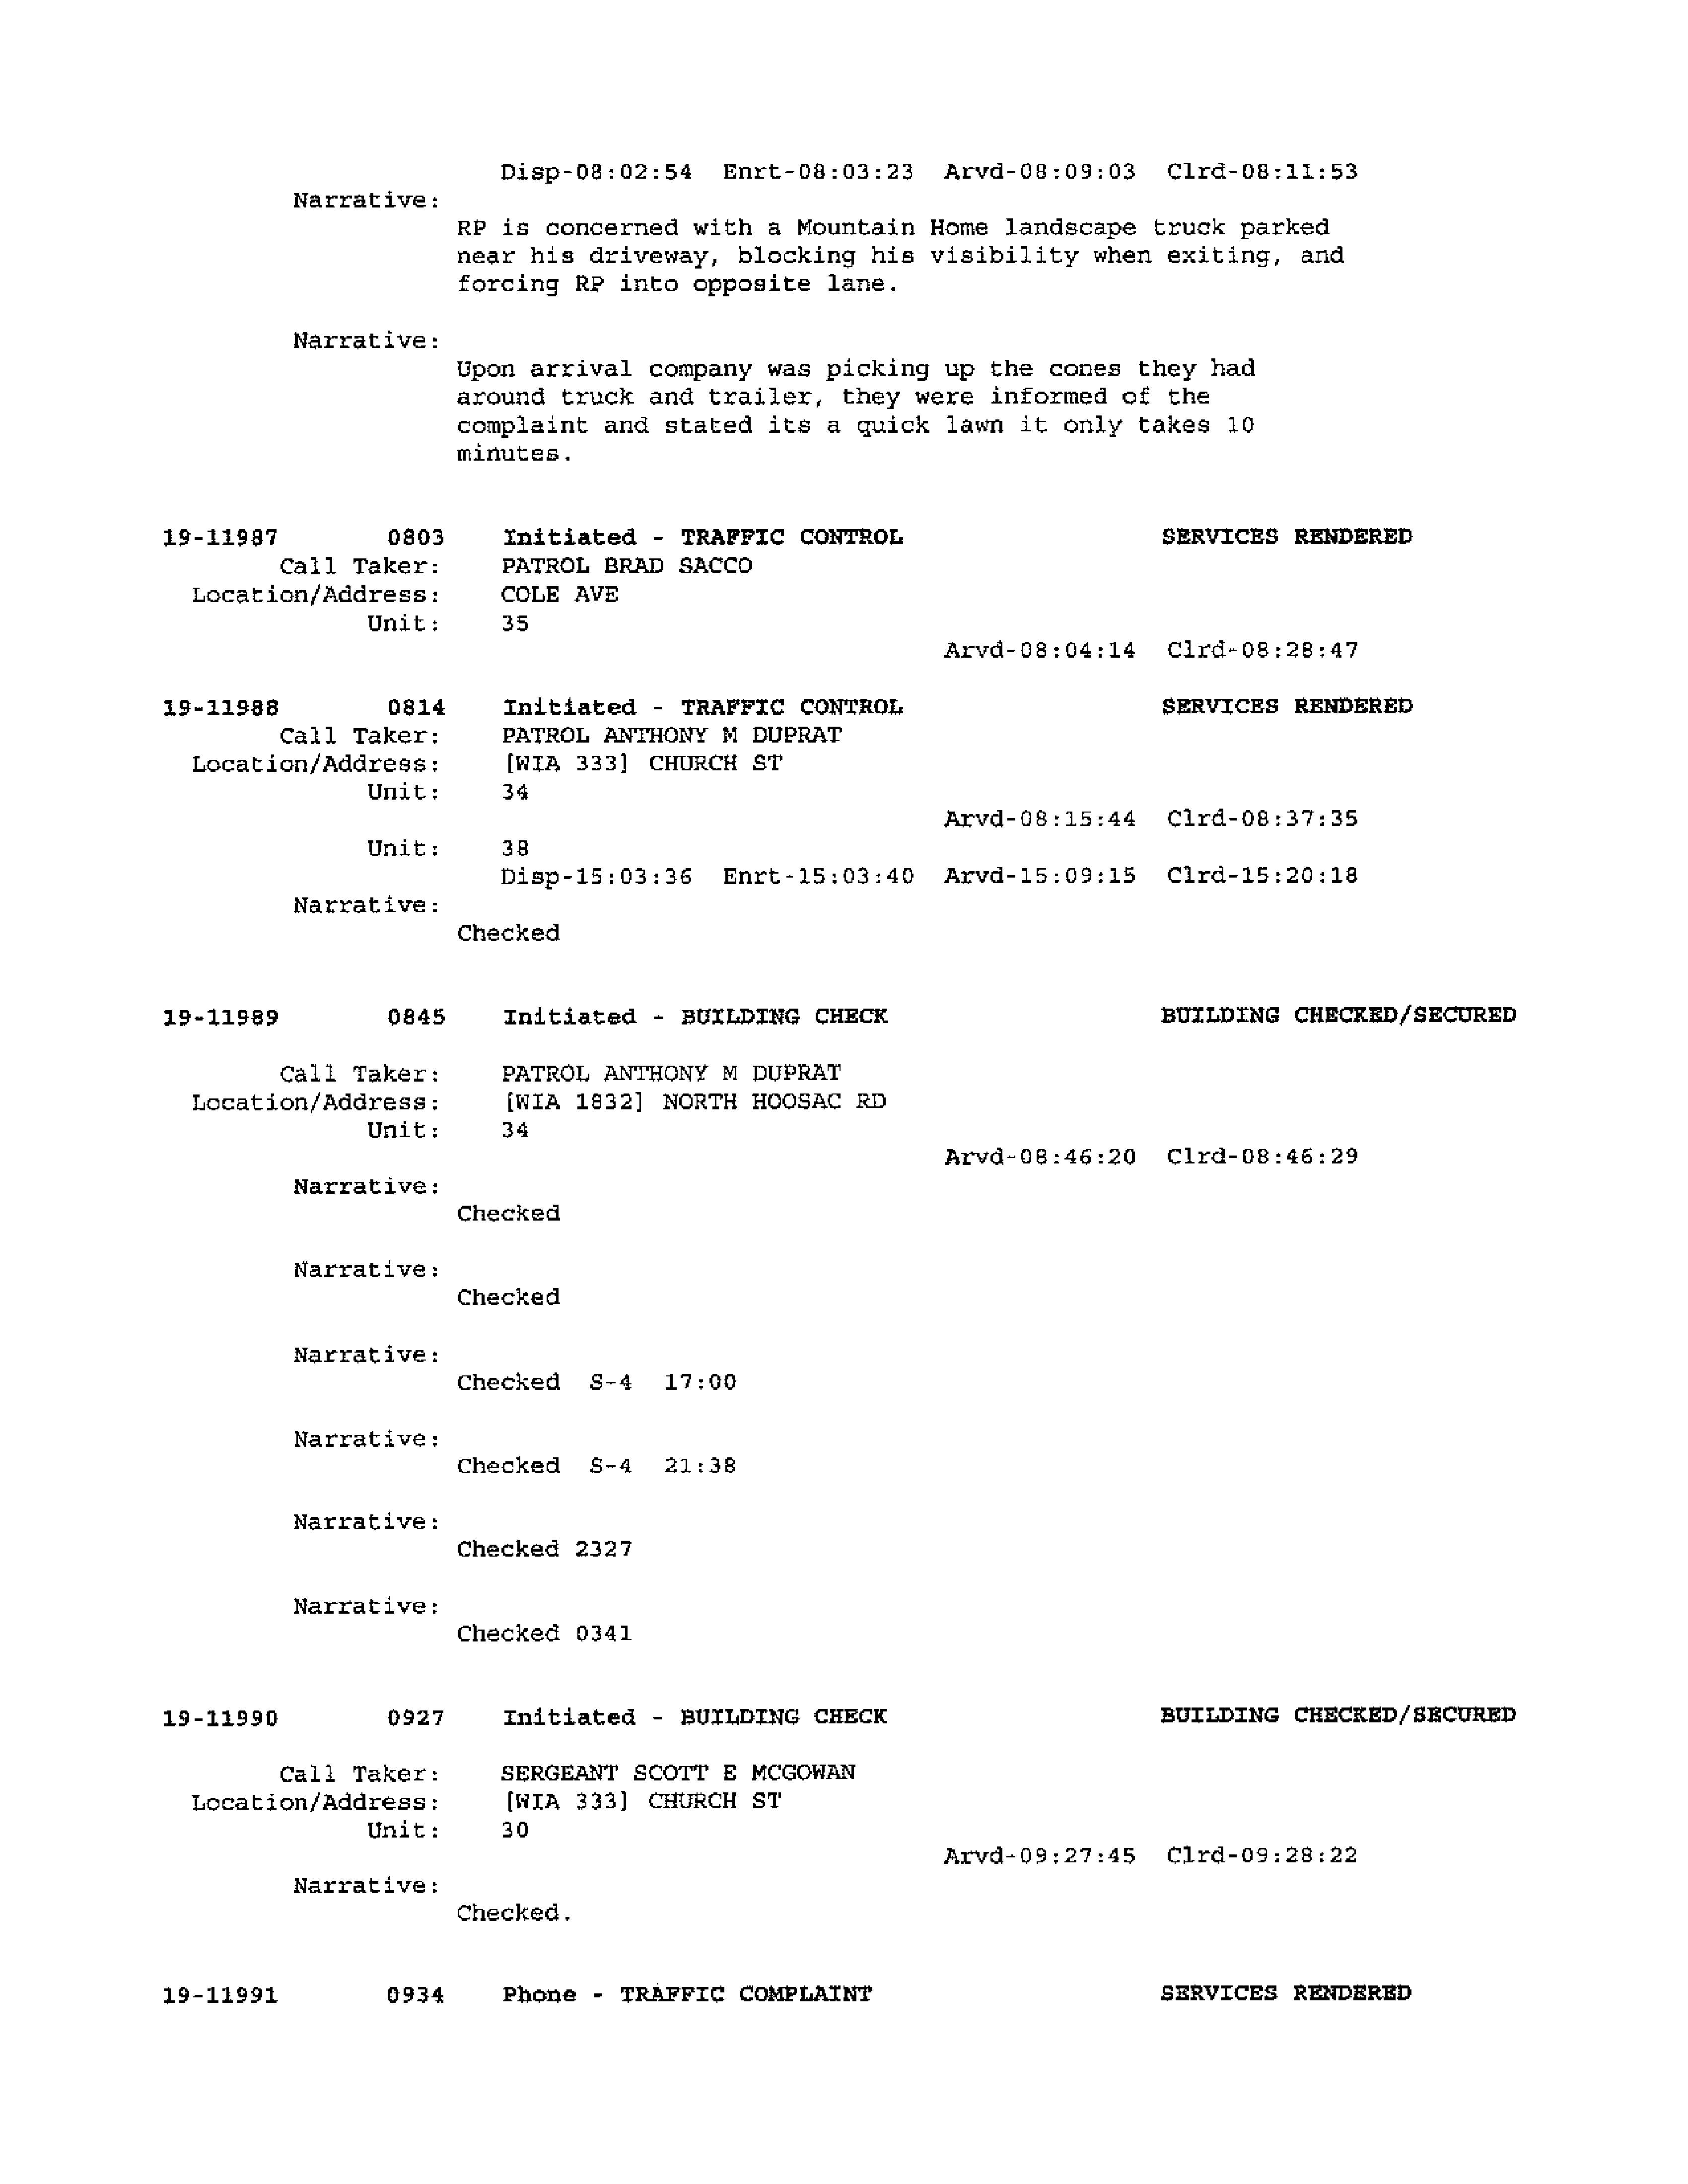 Disp-08:02:54 Enrt-08:03:23 Arvd-08:09:03 Clrd-08:11:53
Narrative:
RP is concerned with a Mountain Home landscape truck parked
near his driveway, blocking his visibility when exiting, and
forcing RP into opposite lane.
Narrative:
Upon arrival company was picking up the cones they had
around truck and trailer, they were informed of the
complaint and stated its a quick lawn it only takes 10
minutes.
19-11987 0803 Initiated - TRAFFIC CONTROL SERVICES RENDERED
Call Taker: PATROL BRAD SACCO
Location/Address: COLE AVE
Unit: 35
Arvd-08:04:14 Clrd-08:28:47
19-11988 0814 Initiated - TRAFFIC CONTROL SERVICES RENDERED
Call Taker: PATROL ANTHONY M DUPRAT
Location/Address: [WIA 333] CHURCH ST
Unit: 34
Arvd-08:15:44 Clrd-08:37:35
Unit: 38
Disp-15:03:36 Enrt-15:03:40 Arvd-15:09:15 Clrd-15:20:18
Narrative:
Checked
19-11989 0845 Initiated - BUILDING CHECK BUILDING CHECKED/SECURED
Call Taker: PATROL ANTHONY M DUPRAT
Location/Address: [WIA 1832] NORTH HOOSAC RD
Unit: 34
Arvd-08:46:20 Clrd-08:46:29
Narrative:
Checked
Narrative:
Checked
Narrative:
Checked S-4 17:00
Narrative:
Checked S-4 21:38
Narrative:
Checked 2327
Narrative:
Checked 0341
19-11990 0927 Initiated - BUILDING CHECK BUILDING CHECKED/SECURED
Call Taker: SERGEANT SCOTT E MCGOWAN
Location/Address: [WIA 333] CHURCH ST
Unit: 30
Arvd-09:27:45 Clrd-09:28:22
Narrative:
Checked.
19-11991 0934 Phone - TRAFFIC COMPLAINT SERVICES RENDERED